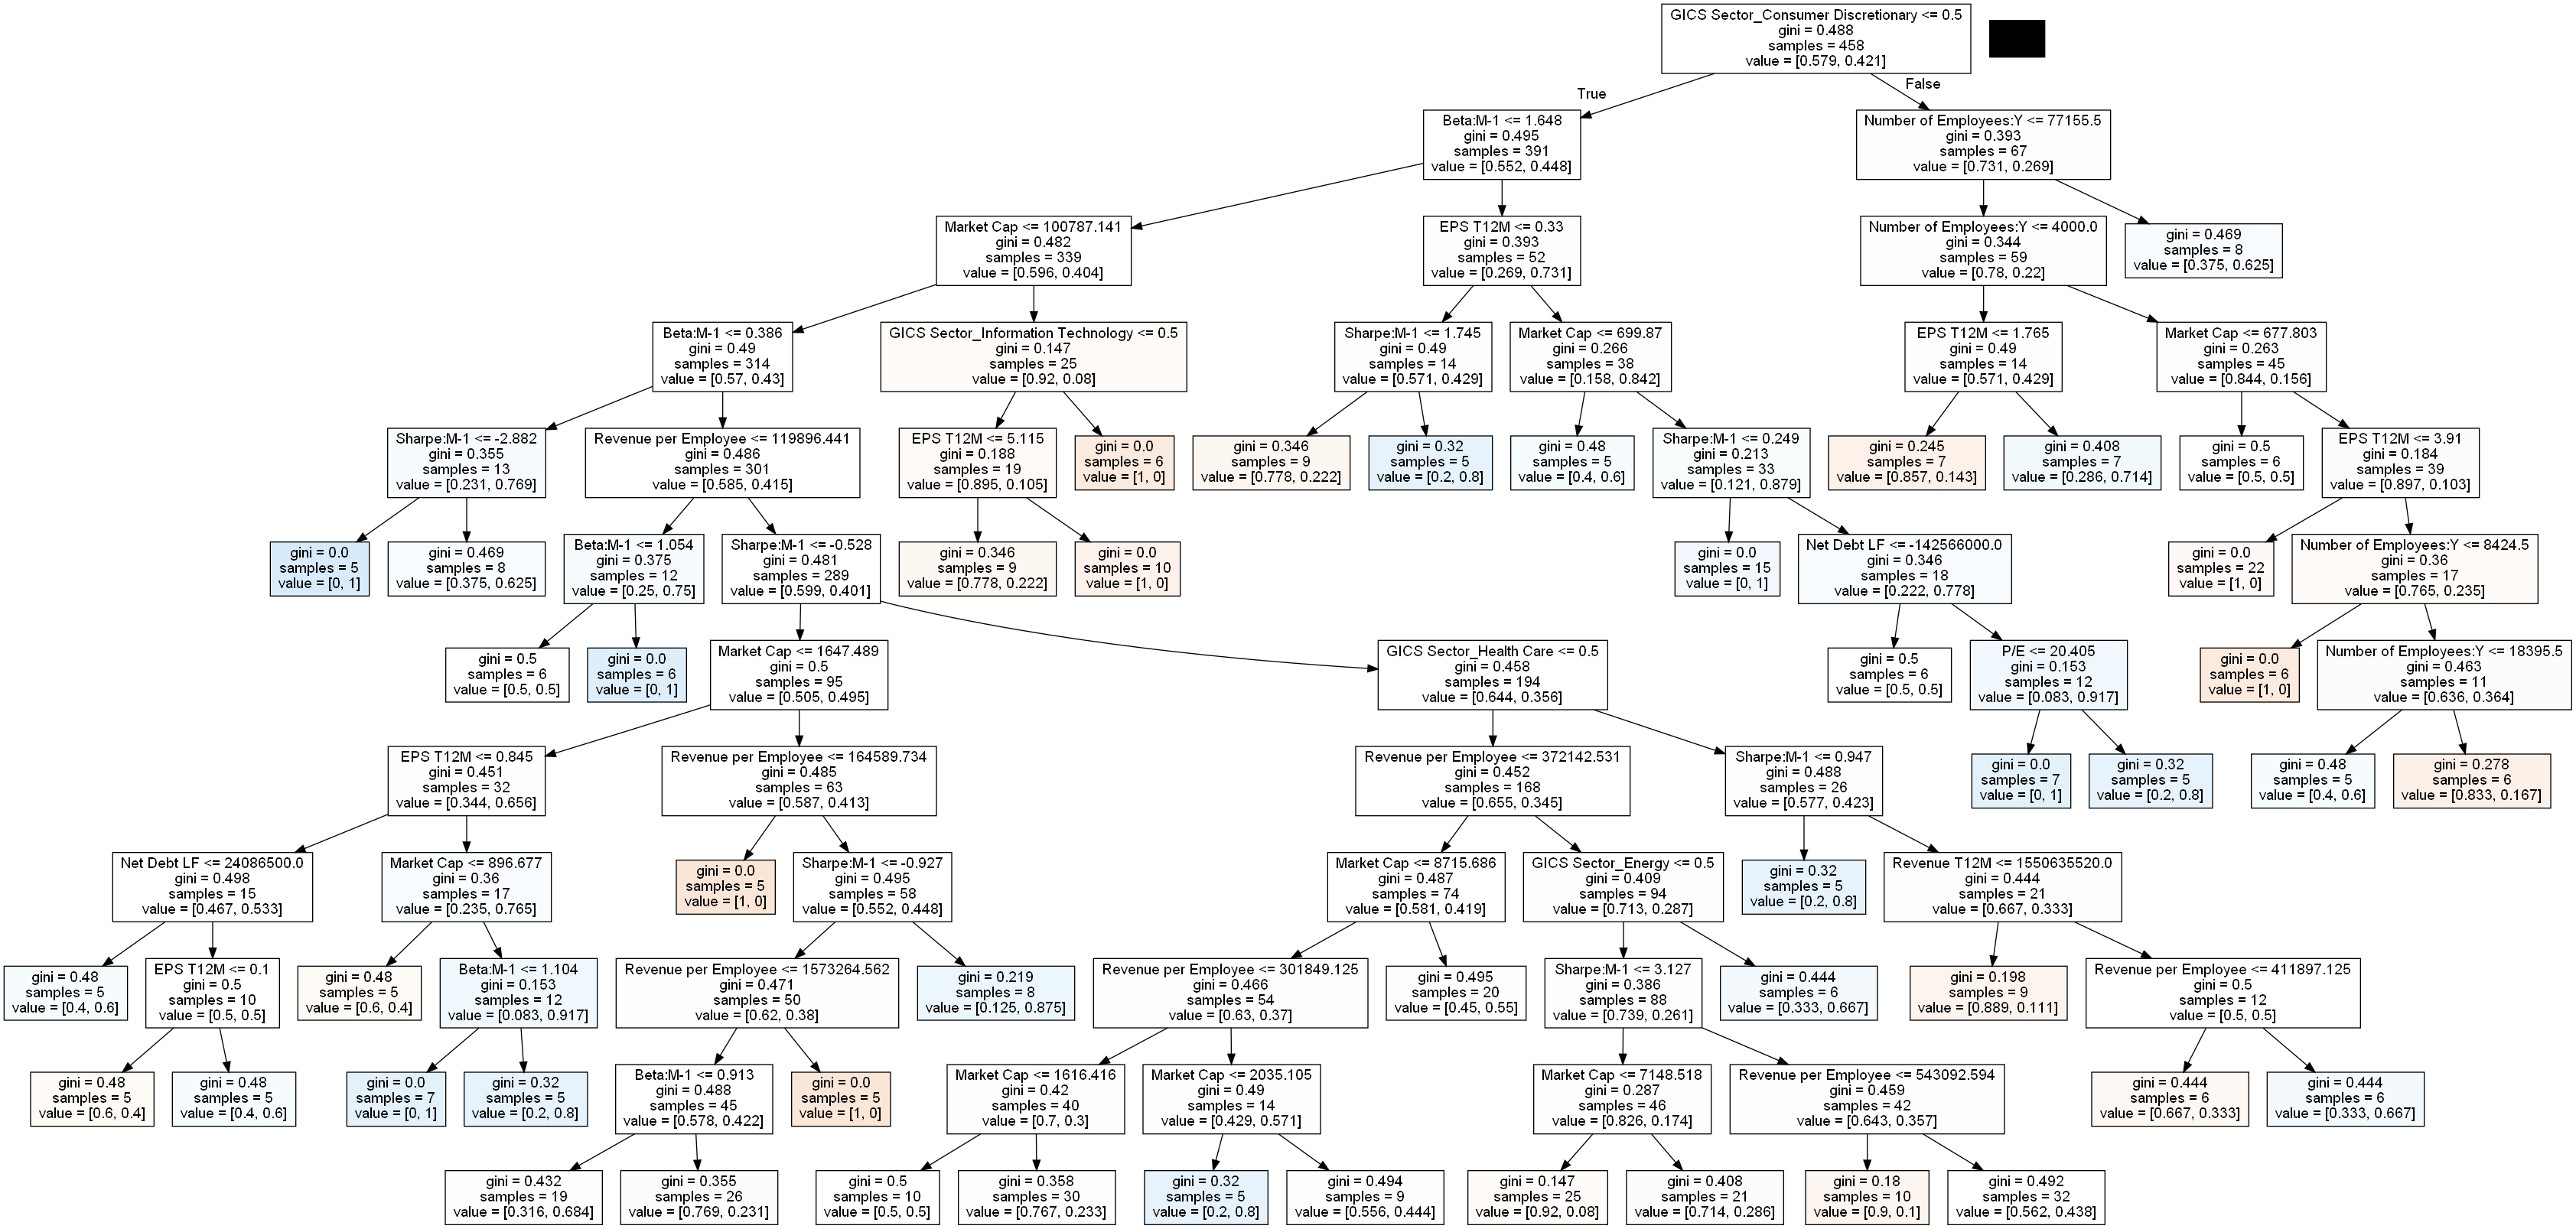 GICS Sector_Consumer Discretionary <= 0.5
gini = 0.488
samples = 458
value = [0.579, 0.421]
True
False
Beta:M-1 <= 1.648
gini = 0.495
samples = 391
value = [0.552, 0.448]
Number of Employees:Y <= 77155.5
gini = 0.393
samples = 67
value = [0.731, 0.269]
Market Cap <= 100787.141
gini = 0.482
samples = 339
value = [0.596, 0.404]
EPS T12M <= 0.33
gini = 0.393
samples = 52
value = [0.269, 0.731]
Number of Employees:Y <= 4000.0
gini = 0.344
samples = 59
value = [0.78, 0.22]
gini = 0.469
samples = 8
value = [0.375, 0.625]
Beta:M-1 <= 0.386
gini = 0.49
samples = 314
value = [0.57, 0.43]
GICS Sector_Information Technology <= 0.5
gini = 0.147
samples = 25
value = [0.92, 0.08]
Sharpe:M-1 <= 1.745
gini = 0.49
samples = 14
value = [0.571, 0.429]
Market Cap <= 699.87
gini = 0.266
samples = 38
value = [0.158, 0.842]
EPS T12M <= 1.765
gini = 0.49
samples = 14
value = [0.571, 0.429]
Market Cap <= 677.803
gini = 0.263
samples = 45
value = [0.844, 0.156]
Sharpe:M-1 <= -2.882
gini = 0.355
samples = 13
value = [0.231, 0.769]
Revenue per Employee <= 119896.441
gini = 0.486
samples = 301
value = [0.585, 0.415]
EPS T12M <= 5.115
gini = 0.188
samples = 19
value = [0.895, 0.105]
gini = 0.0
samples = 6
value = [1, 0]
gini = 0.346
samples = 9
value = [0.778, 0.222]
gini = 0.32
samples = 5
value = [0.2, 0.8]
gini = 0.48
samples = 5
value = [0.4, 0.6]
Sharpe:M-1 <= 0.249
gini = 0.213
samples = 33
value = [0.121, 0.879]
gini = 0.245
samples = 7
value = [0.857, 0.143]
gini = 0.408
samples = 7
value = [0.286, 0.714]
gini = 0.5
samples = 6
value = [0.5, 0.5]
EPS T12M <= 3.91
gini = 0.184
samples = 39
value = [0.897, 0.103]
gini = 0.0
samples = 5
value = [0, 1]
gini = 0.469
samples = 8
value = [0.375, 0.625]
Beta:M-1 <= 1.054
gini = 0.375
samples = 12
value = [0.25, 0.75]
Sharpe:M-1 <= -0.528
gini = 0.481
samples = 289
value = [0.599, 0.401]
gini = 0.346
samples = 9
value = [0.778, 0.222]
gini = 0.0
samples = 10
value = [1, 0]
gini = 0.0
samples = 15
value = [0, 1]
Net Debt LF <= -142566000.0
gini = 0.346
samples = 18
value = [0.222, 0.778]
gini = 0.0
samples = 22
value = [1, 0]
Number of Employees:Y <= 8424.5
gini = 0.36
samples = 17
value = [0.765, 0.235]
gini = 0.5
samples = 6
value = [0.5, 0.5]
gini = 0.0
samples = 6
value = [0, 1]
Market Cap <= 1647.489
gini = 0.5
samples = 95
value = [0.505, 0.495]
GICS Sector_Health Care <= 0.5
gini = 0.458
samples = 194
value = [0.644, 0.356]
gini = 0.5
samples = 6
value = [0.5, 0.5]
P/E <= 20.405
gini = 0.153
samples = 12
value = [0.083, 0.917]
gini = 0.0
samples = 6
value = [1, 0]
Number of Employees:Y <= 18395.5
gini = 0.463
samples = 11
value = [0.636, 0.364]
EPS T12M <= 0.845
gini = 0.451
samples = 32
value = [0.344, 0.656]
Revenue per Employee <= 164589.734
gini = 0.485
samples = 63
value = [0.587, 0.413]
Revenue per Employee <= 372142.531
gini = 0.452
samples = 168
value = [0.655, 0.345]
Sharpe:M-1 <= 0.947
gini = 0.488
samples = 26
value = [0.577, 0.423]
gini = 0.0
samples = 7
value = [0, 1]
gini = 0.32
samples = 5
value = [0.2, 0.8]
gini = 0.48
samples = 5
value = [0.4, 0.6]
gini = 0.278
samples = 6
value = [0.833, 0.167]
Net Debt LF <= 24086500.0
gini = 0.498
samples = 15
value = [0.467, 0.533]
Market Cap <= 896.677
gini = 0.36
samples = 17
value = [0.235, 0.765]
gini = 0.0
samples = 5
value = [1, 0]
Sharpe:M-1 <= -0.927
gini = 0.495
samples = 58
value = [0.552, 0.448]
Market Cap <= 8715.686
gini = 0.487
samples = 74
value = [0.581, 0.419]
GICS Sector_Energy <= 0.5
gini = 0.409
samples = 94
value = [0.713, 0.287]
gini = 0.32
samples = 5
value = [0.2, 0.8]
Revenue T12M <= 1550635520.0
gini = 0.444
samples = 21
value = [0.667, 0.333]
gini = 0.48
samples = 5
value = [0.4, 0.6]
EPS T12M <= 0.1
gini = 0.5
samples = 10
value = [0.5, 0.5]
gini = 0.48
samples = 5
value = [0.6, 0.4]
Beta:M-1 <= 1.104
gini = 0.153
samples = 12
value = [0.083, 0.917]
Revenue per Employee <= 1573264.562
gini = 0.471
samples = 50
value = [0.62, 0.38]
gini = 0.219
samples = 8
value = [0.125, 0.875]
Revenue per Employee <= 301849.125
gini = 0.466
samples = 54
value = [0.63, 0.37]
gini = 0.495
samples = 20
value = [0.45, 0.55]
Sharpe:M-1 <= 3.127
gini = 0.386
samples = 88
value = [0.739, 0.261]
gini = 0.444
samples = 6
value = [0.333, 0.667]
gini = 0.198
samples = 9
value = [0.889, 0.111]
Revenue per Employee <= 411897.125
gini = 0.5
samples = 12
value = [0.5, 0.5]
gini = 0.48
samples = 5
value = [0.6, 0.4]
gini = 0.48
samples = 5
value = [0.4, 0.6]
gini = 0.0
samples = 7
value = [0, 1]
gini = 0.32
samples = 5
value = [0.2, 0.8]
Beta:M-1 <= 0.913
gini = 0.488
samples = 45
value = [0.578, 0.422]
gini = 0.0
samples = 5
value = [1, 0]
Market Cap <= 1616.416
gini = 0.42
samples = 40
value = [0.7, 0.3]
Market Cap <= 2035.105
gini = 0.49
samples = 14
value = [0.429, 0.571]
Market Cap <= 7148.518
gini = 0.287
samples = 46
value = [0.826, 0.174]
Revenue per Employee <= 543092.594
gini = 0.459
samples = 42
value = [0.643, 0.357]
gini = 0.444
samples = 6
value = [0.667, 0.333]
gini = 0.444
samples = 6
value = [0.333, 0.667]
gini = 0.432
samples = 19
value = [0.316, 0.684]
gini = 0.355
samples = 26
value = [0.769, 0.231]
gini = 0.5
samples = 10
value = [0.5, 0.5]
gini = 0.358
samples = 30
value = [0.767, 0.233]
gini = 0.32
samples = 5
value = [0.2, 0.8]
gini = 0.494
samples = 9
value = [0.556, 0.444]
gini = 0.147
samples = 25
value = [0.92, 0.08]
gini = 0.408
samples = 21
value = [0.714, 0.286]
gini = 0.18
samples = 10
value = [0.9, 0.1]
gini = 0.492
samples = 32
value = [0.562, 0.438]